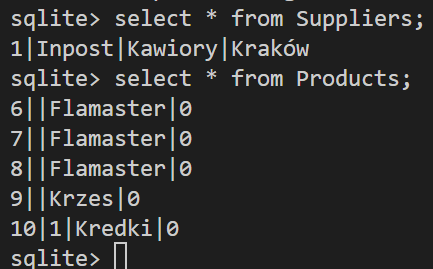 sqlite> select * from Suppliers;
1|Inpost|Kawiory|Kraków
sqlite> select * from Products;
6||Flamaster|0
7||Flamaster|0
8||Flamaster|0
9||Krzes|0
10|1|Kredki|0
sqlite>